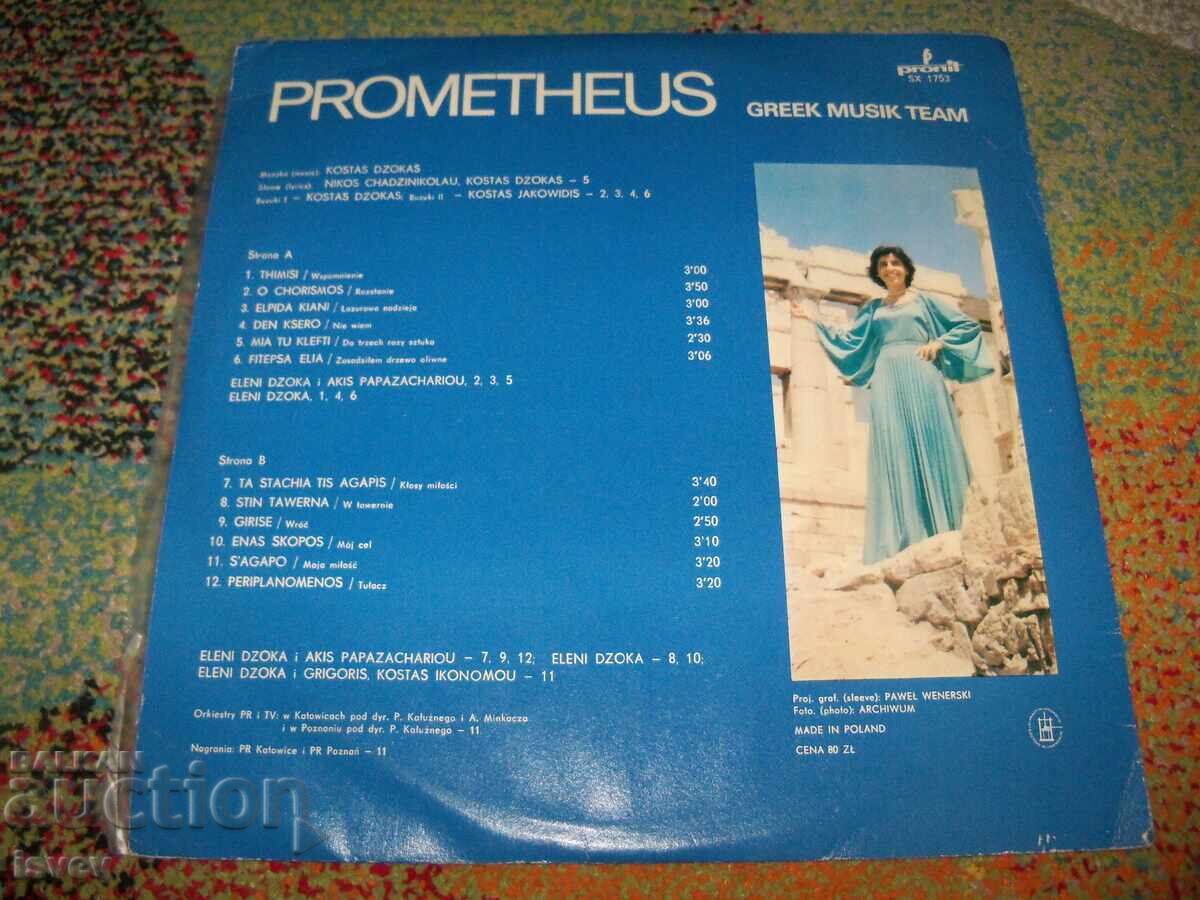 PROMETHEUS
GREEK MUSIK TEAM
pronit
SX 1753
Muzyka (music): KOSTAS DZOKAS
Słowa (lyrics): NIKOS CHADZINIKOLAU, KOSTAS DZOKAS – 5
Buzuki I – KOSTAS DZOKAS; Buzuki II – KOSTAS JAKOWIDIS – 2, 3, 4, 6
Strona A
1. THIMISI / Wspomnienie 3'00
2. O CHORISMOS / Rozstanie 3'50
3. ELPIDA KIANI / Lazurowa nadzieja 3'00
4. DEN KSERO / Nie wiem 3'36
5. MIA TU KLEFTI / Do trzech razy sztuka 2'30
6. FITEPSA ELIA / Zasadziłem drzewo oliwne 3'06
ELENI DZOKA i AKIS PAPAZACHARIOU, 2, 3, 5
ELENI DZOKA, 1, 4, 6
Strona B
7. TA STACHIA TIS AGAPIS / Kłosy miłości 3'40
8. STIN TAWERNA / W tawernie 2'00
9. GIRISE / Wróć 2'50
10. ENAS SKOPOS / Mój cel 3'10
11. S'AGAPO / Moja miłość 3'20
12. PERIPLANOMENOS / Tułacz 3'20
ELENI DZOKA i AKIS PAPAZACHARIOU – 7, 9, 12; ELENI DZOKA – 8, 10;
ELENI DZOKA i GRIGORIS, KOSTAS IKONOMOU – 11
Orkiestry PR i TV: w Katowicach pod dyr. P. Kałużnego i A. Minkacza
i w Poznaniu pod dyr. P. Kałużnego – 11
Nagrania: PR Katowice i PR Poznań – 11
Proj. graf. (sleeve): PAWEŁ WENERSKI
Foto. (photo): ARCHIWUM
MADE IN POLAND
CENA 80 ZŁ
BALKAN
auction
isvev